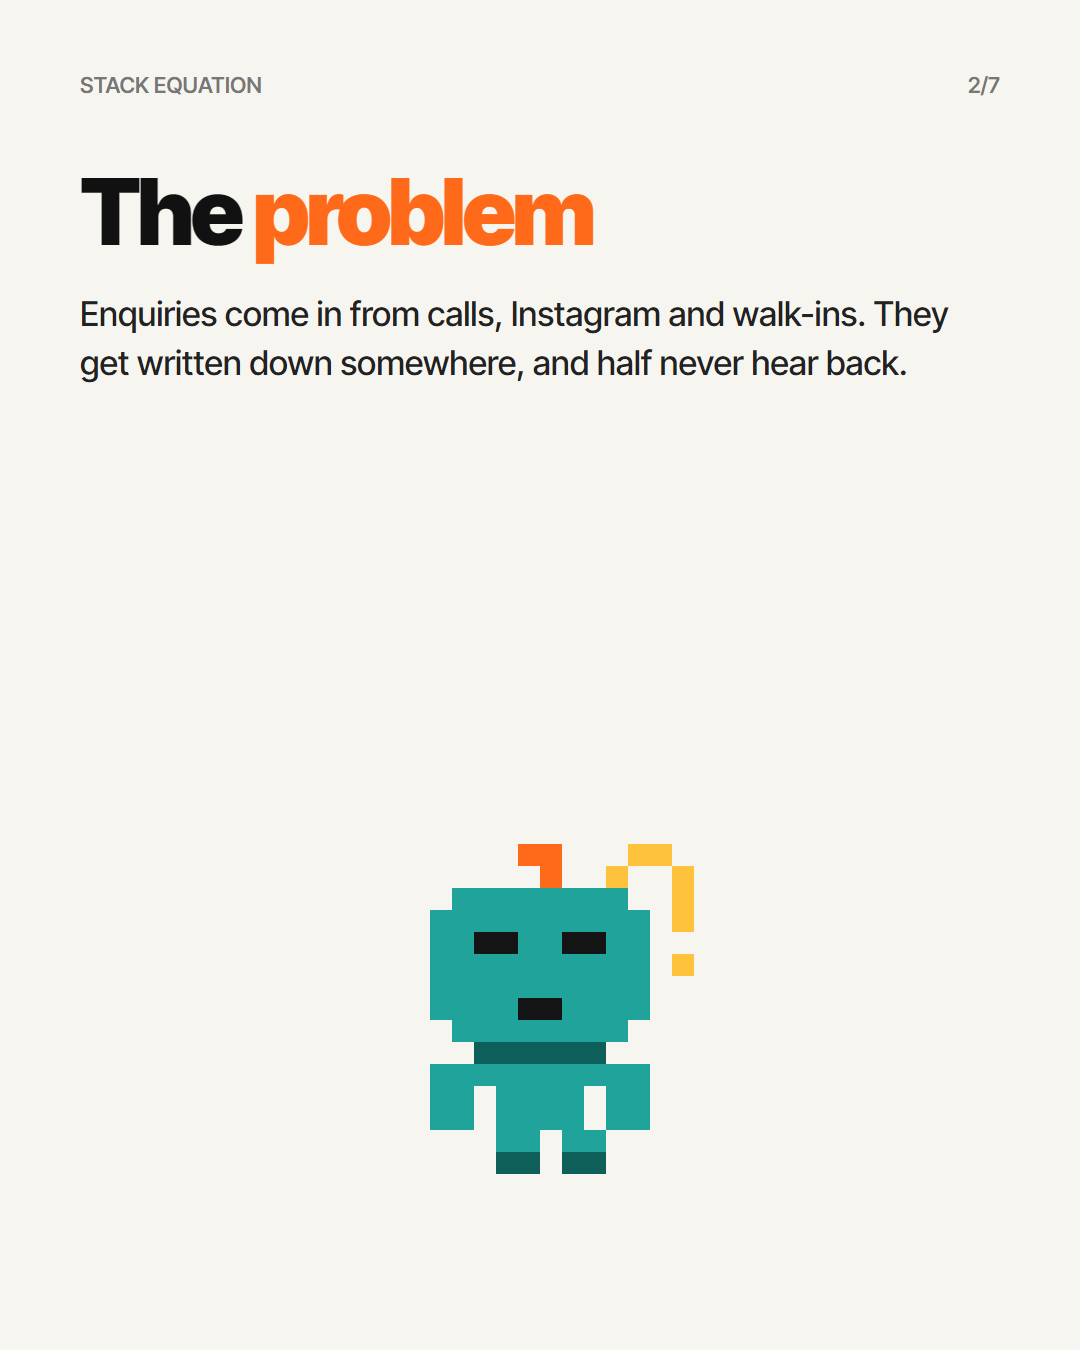 STACK EQUATION
2/7
The problem
Enquiries come in from calls, Instagram and walk-ins. They
get written down somewhere, and half never hear back.